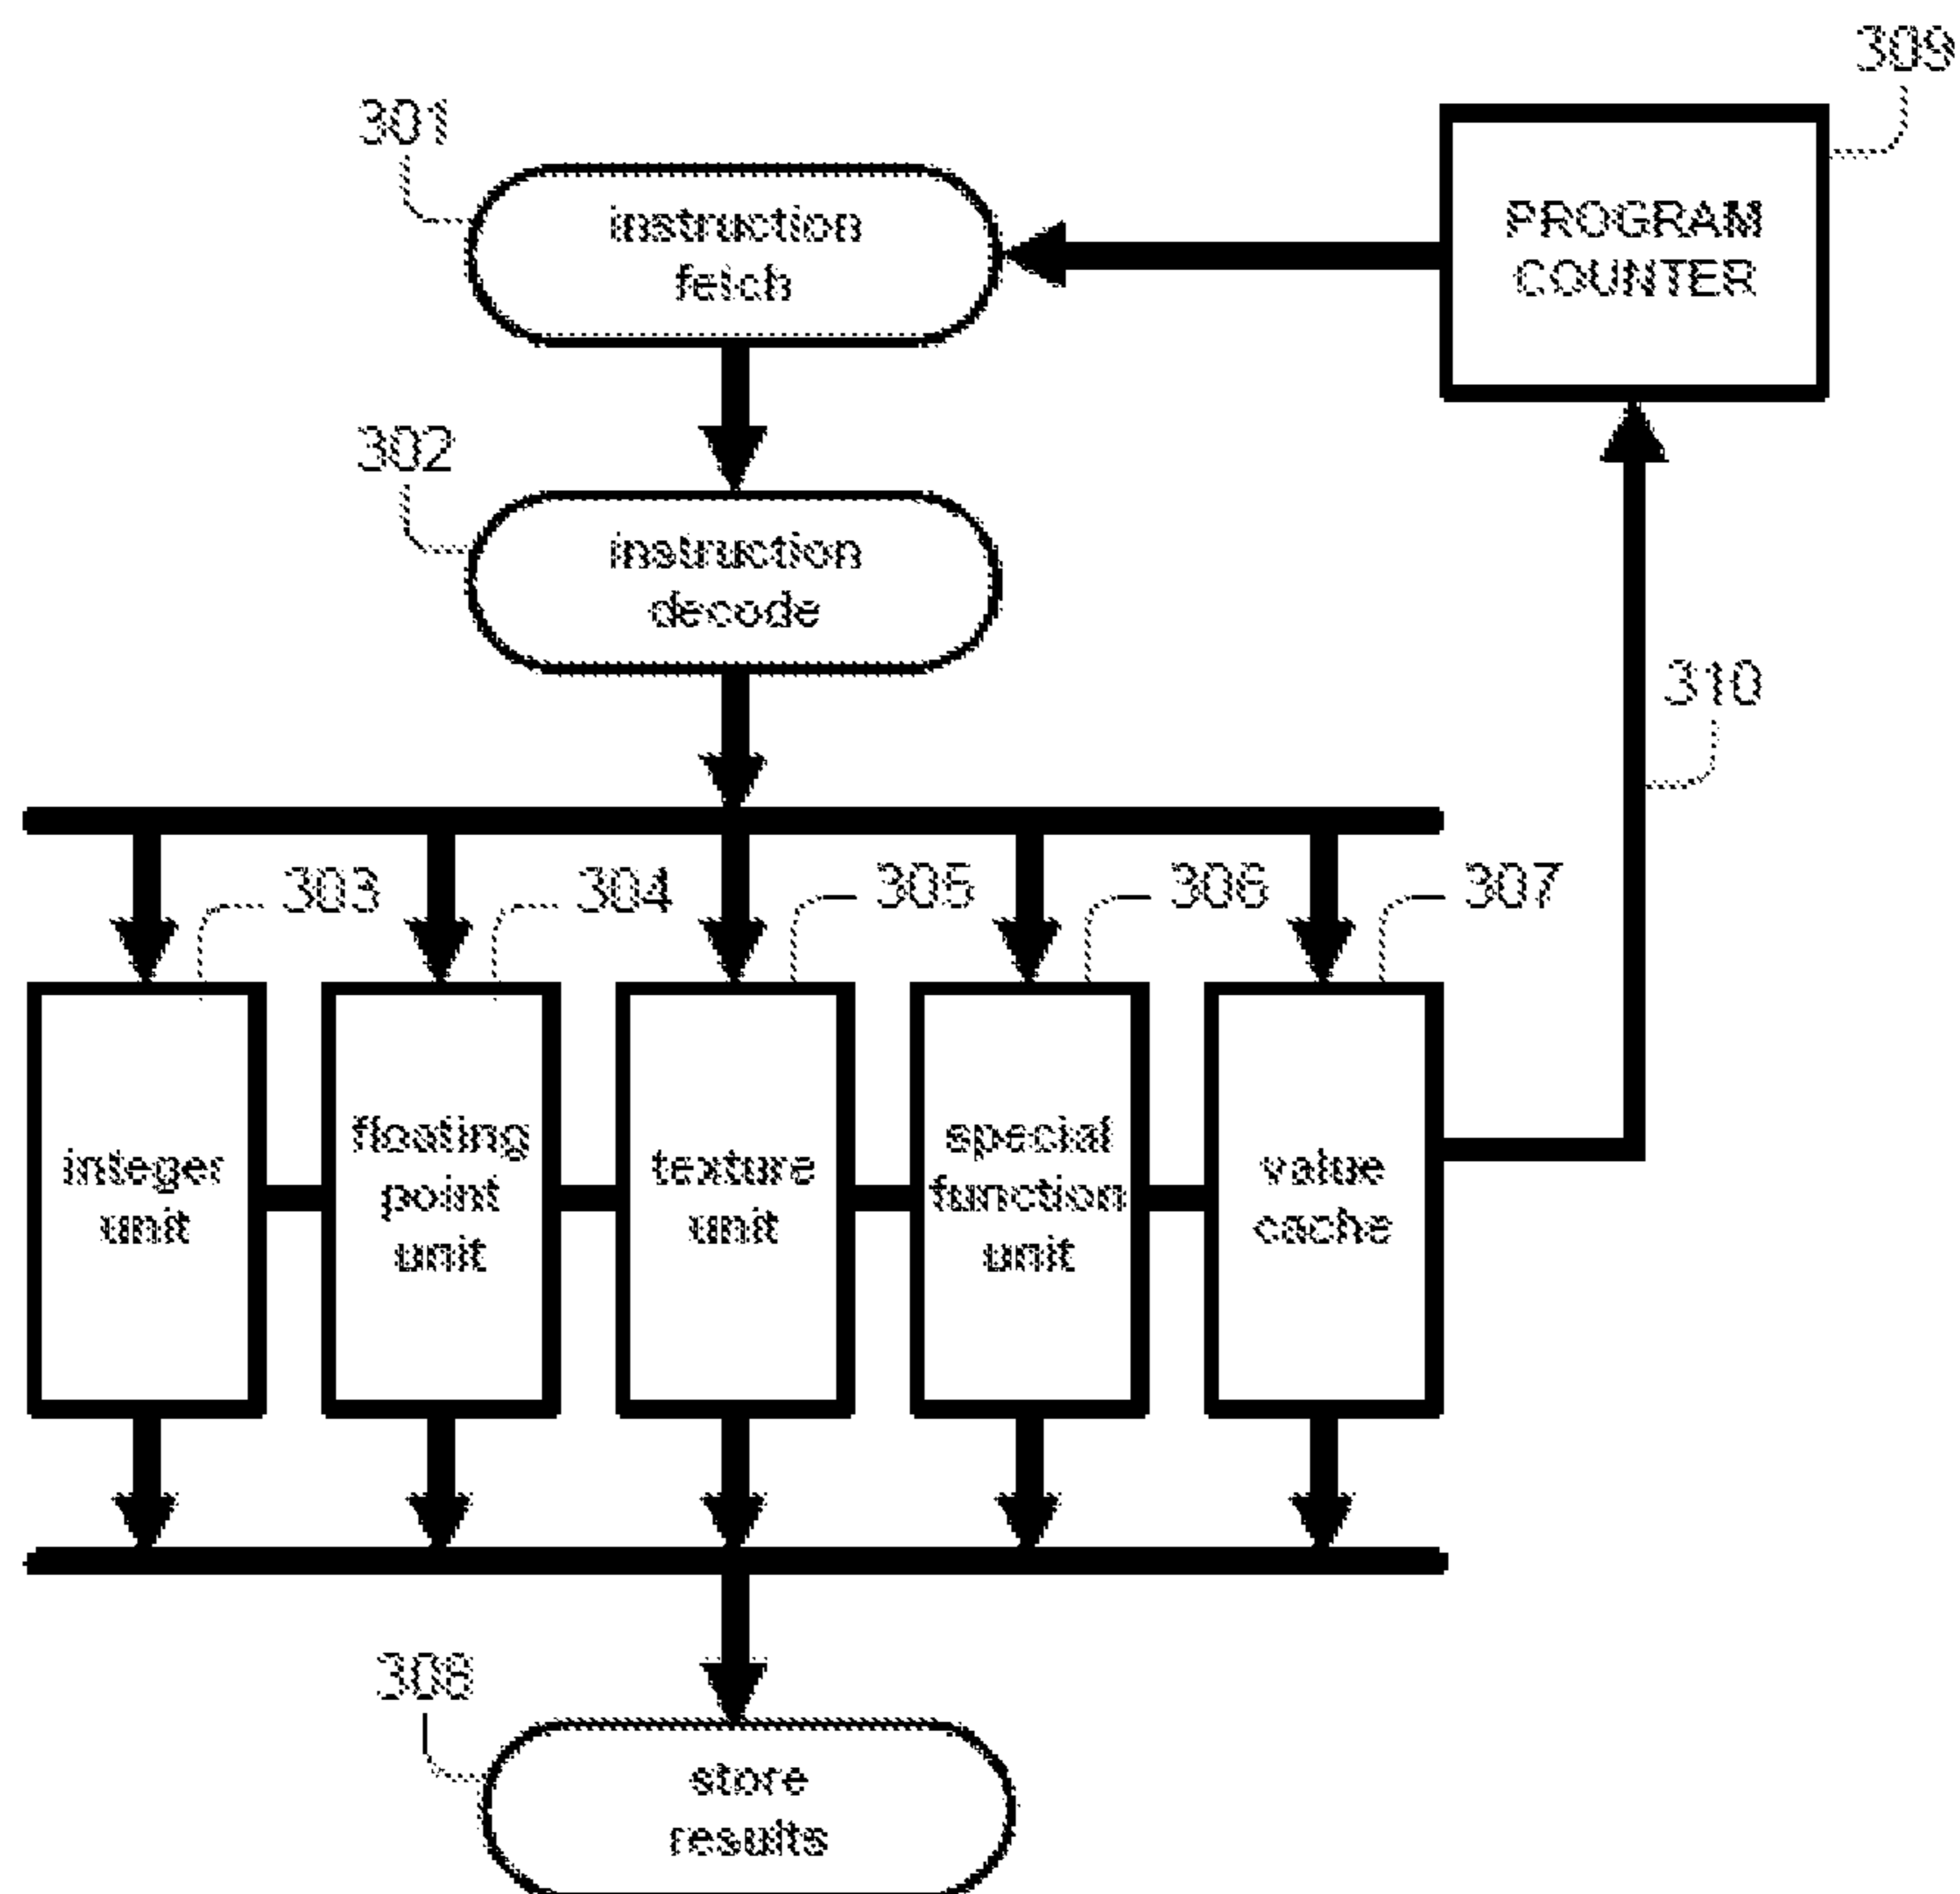 309
301
instruction
fetch
PROGRAM
COUNTER
302
instruction
decode
310
303
304
305
306
307
integer
unit
floating
point
unit
texture
unit
special
function
unit
value
cache
308
store
results